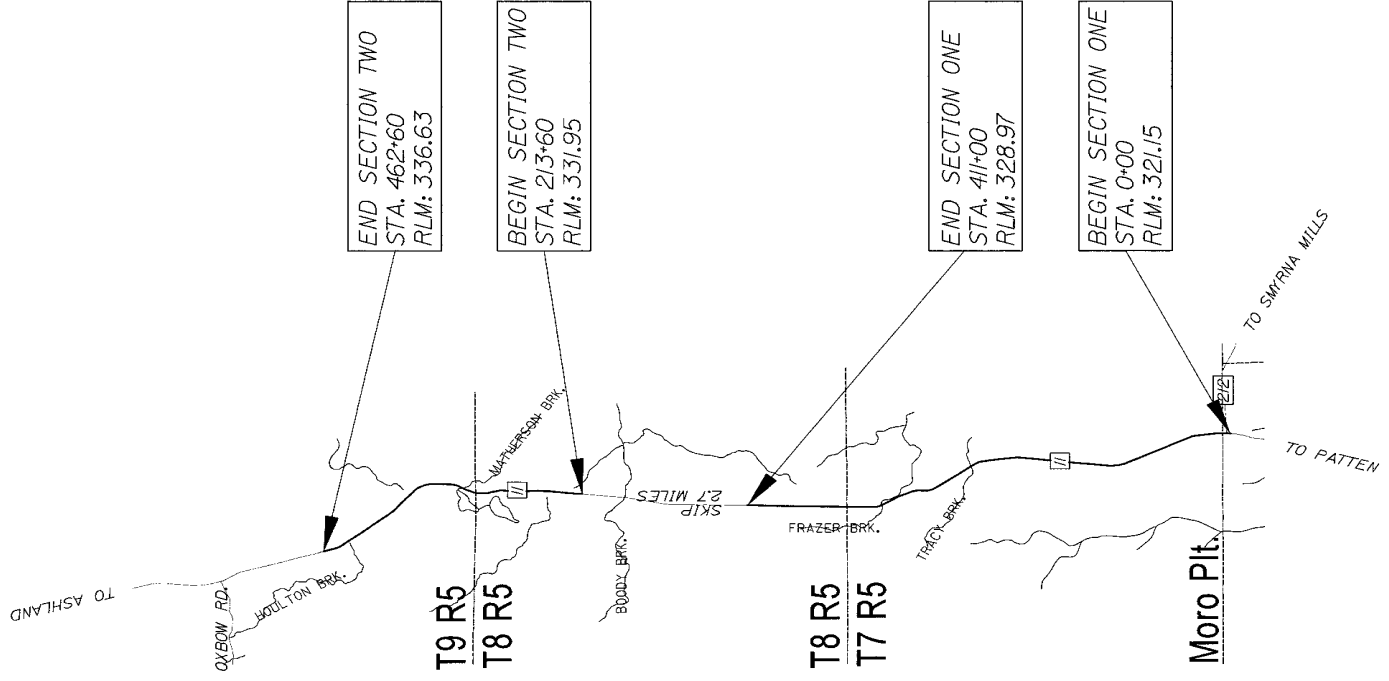 END SECTION TWO
STA. 462+60
RLM: 336.63
BEGIN SECTION TWO
STA. 213+60
RLM: 331.95
END SECTION ONE
STA. 411+00
RLM: 328.97
BEGIN SECTION ONE
STA. 0+00
RLM: 321.15
TO ASHLAND
OXBOW RD.
HOULTON BRK.
MATHERSON BRK.
T9 R5
T8 R5
11
BOODY BRK.
SKIP
2.7 MILES
FRAZER BRK.
T8 R5
T7 R5
TRACY BRK.
11
TO SMYRNA MILLS
212
Moro Plt.
TO PATTEN